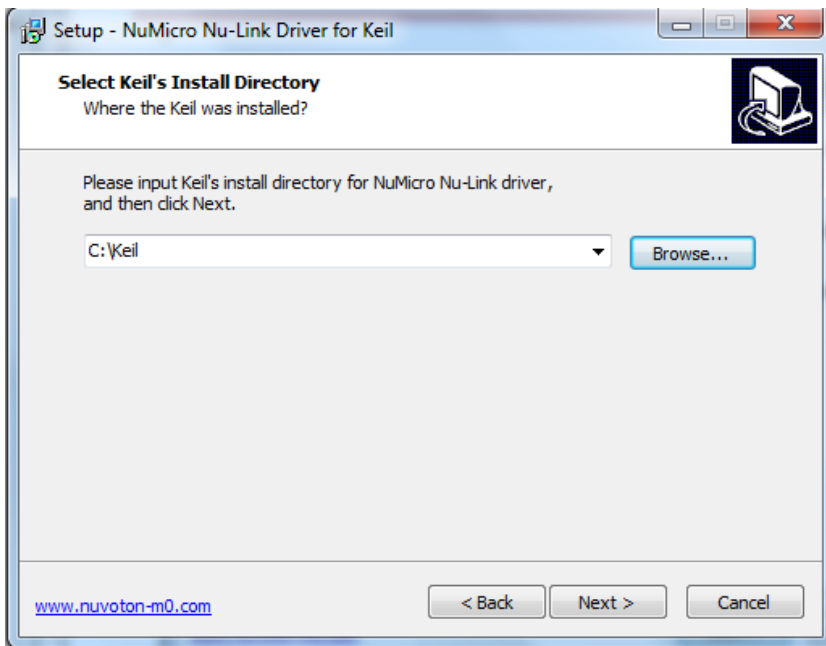 Setup - NuMicro Nu-Link Driver for Keil
Select Keil's Install Directory
Where the Keil was installed?
Please input Keil's install directory for NuMicro Nu-Link driver,
and then click Next.
C:\Keil
Browse...
www.nuvoton-m0.com
< Back
Next >
Cancel